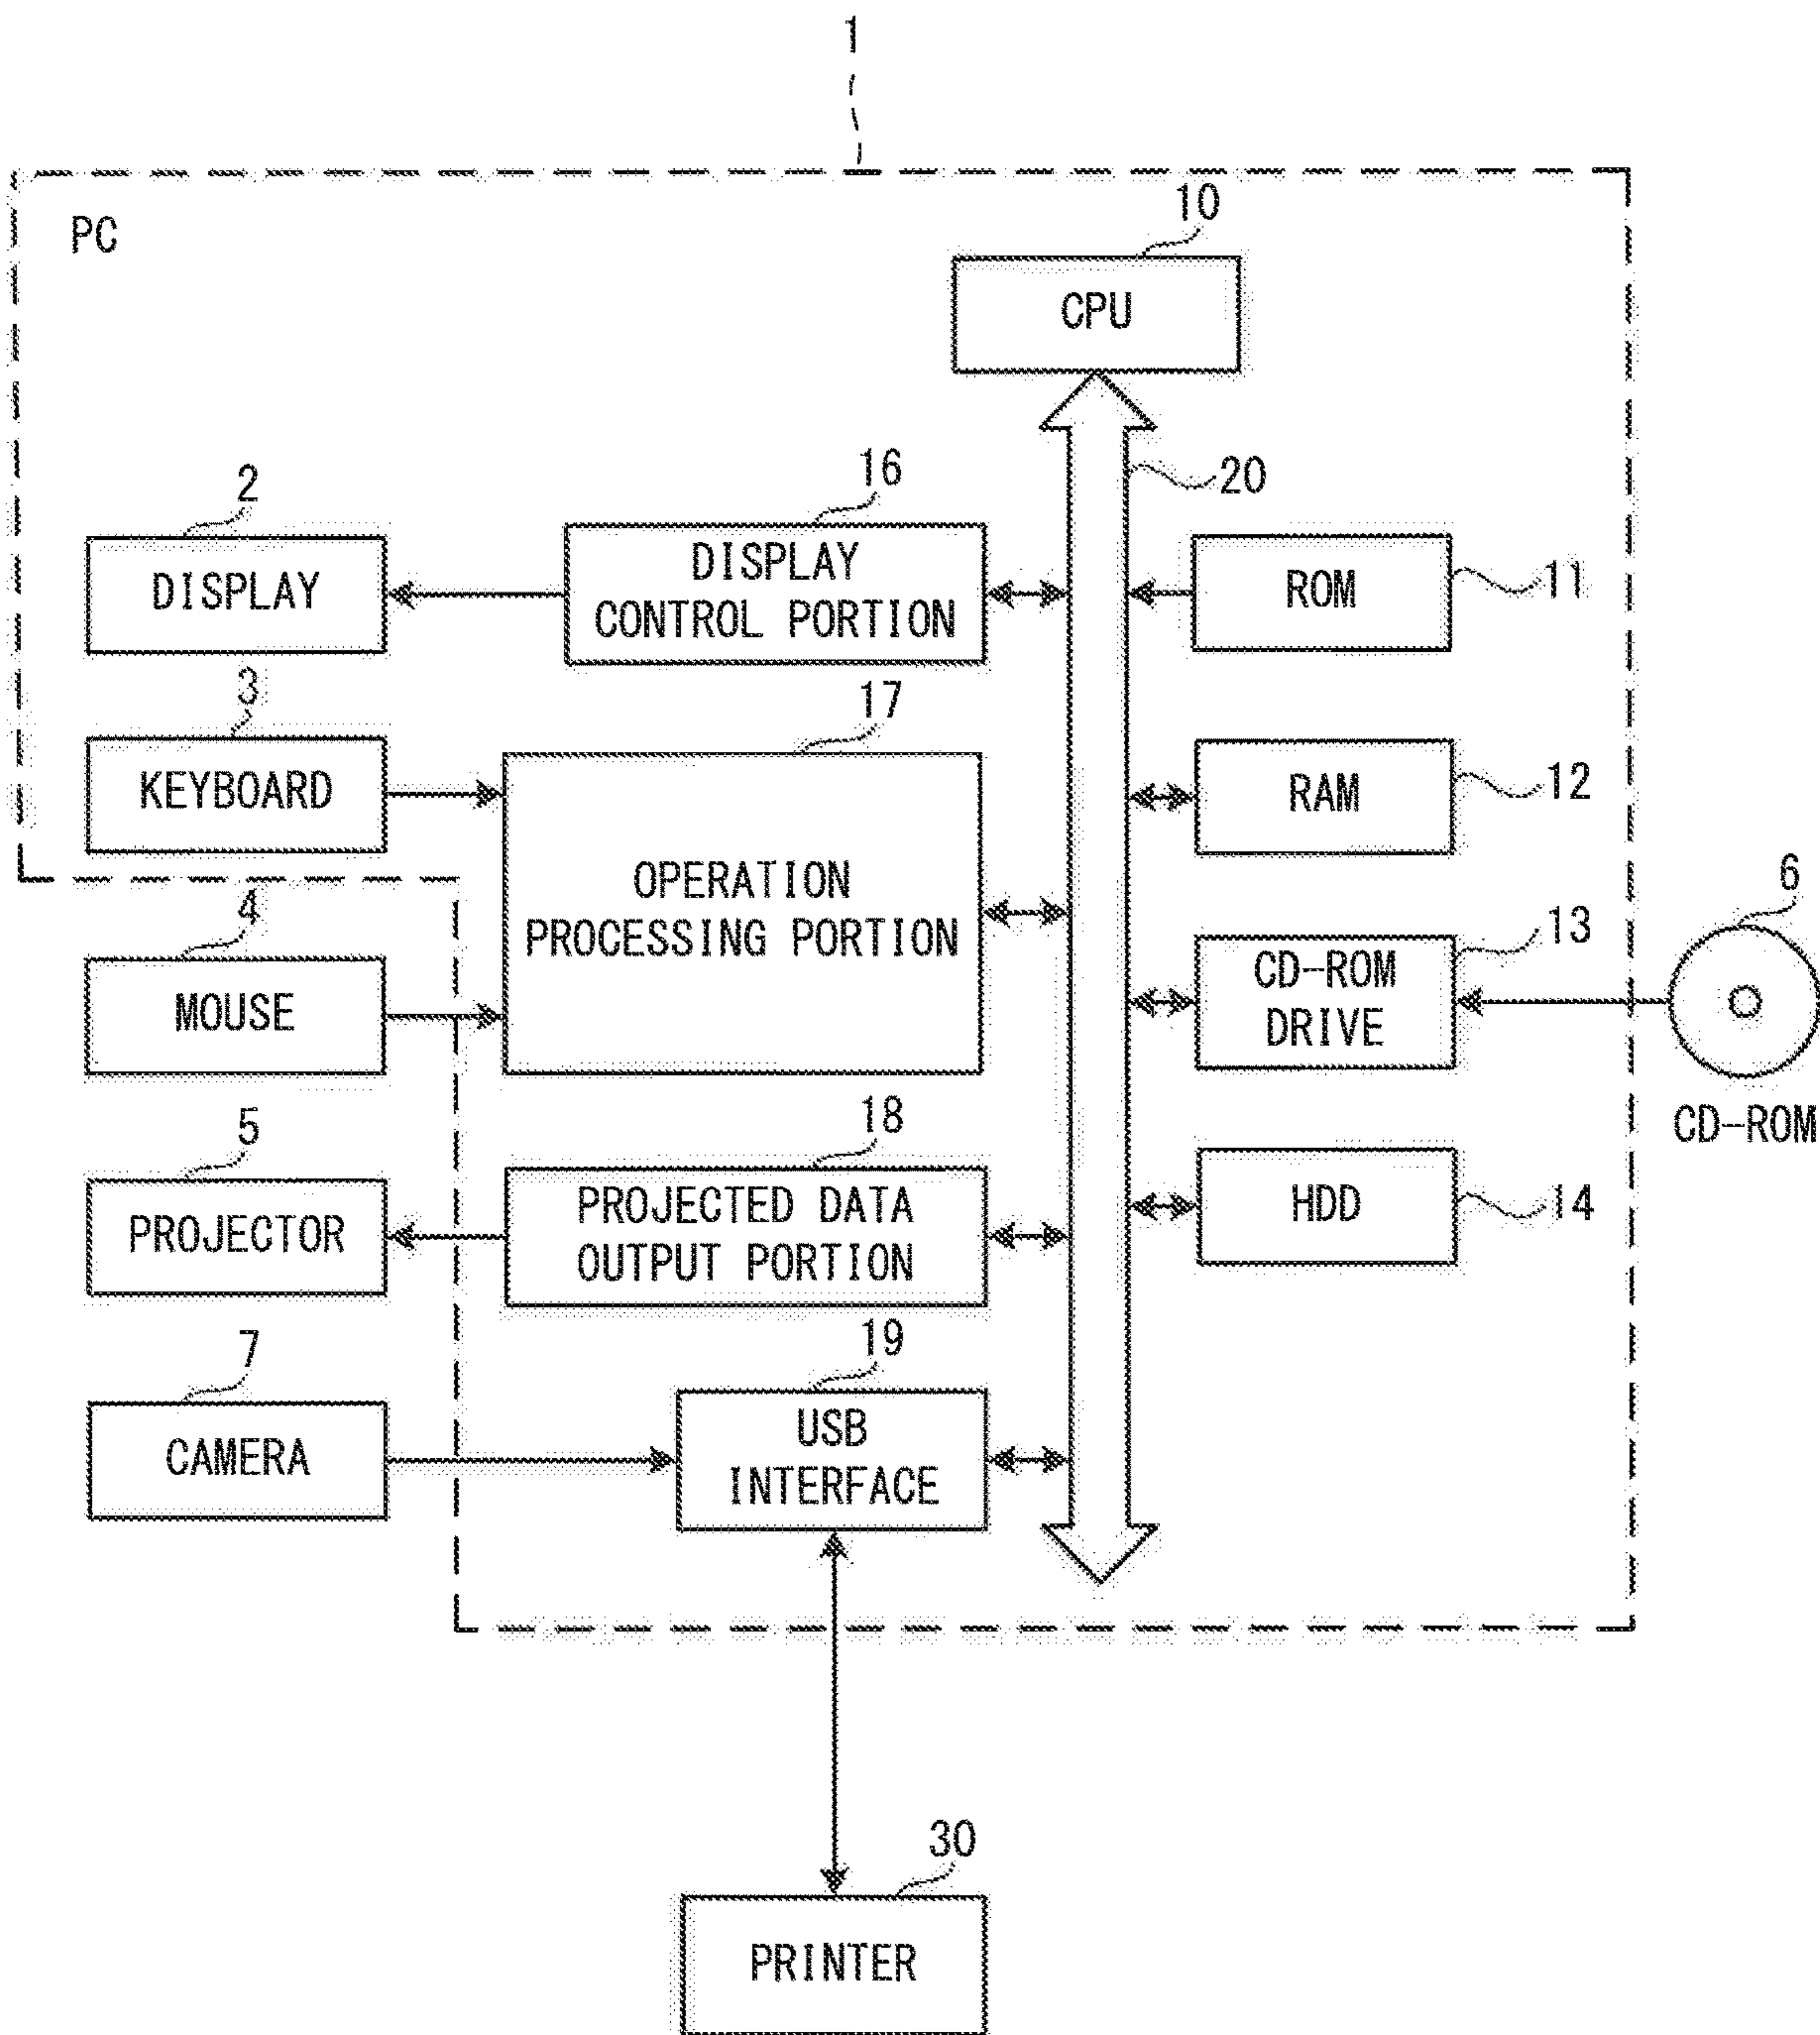 1
PC
10
CPU
20
2
DISPLAY
16
DISPLAY
CONTROL PORTION
ROM
11
3
KEYBOARD
17
OPERATION
PROCESSING PORTION
RAM
12
4
MOUSE
13
CD-ROM
DRIVE
6
CD-ROM
5
PROJECTOR
18
PROJECTED DATA
OUTPUT PORTION
HDD
14
7
CAMERA
19
USB
INTERFACE
30
PRINTER